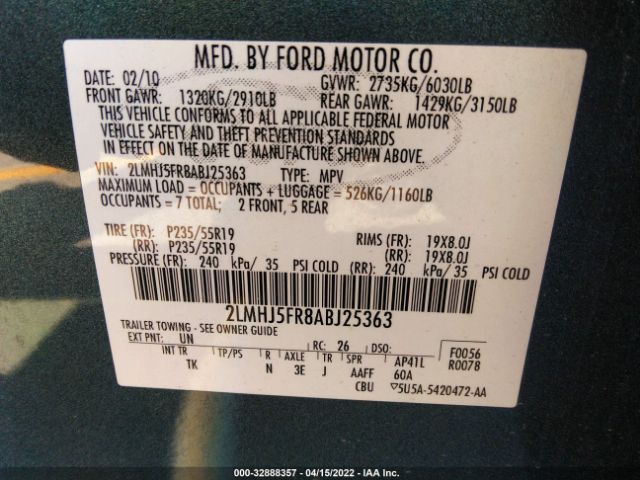 MFD. BY FORD MOTOR CO.
DATE: 02/10 GVWR: 2735KG/6030LB
FRONT GAWR: 1320KG/2910LB REAR GAWR: 1429KG/3150LB
THIS VEHICLE CONFORMS TO ALL APPLICABLE FEDERAL MOTOR
VEHICLE SAFETY AND THEFT PREVENTION STANDARDS
IN EFFECT ON THE DATE OF MANUFACTURE SHOWN ABOVE.
VIN: 2LMHJ5FR8ABJ25363 TYPE: MPV
MAXIMUM LOAD = OCCUPANTS + LUGGAGE = 526KG/1160LB
OCCUPANTS = 7 TOTAL; 2 FRONT, 5 REAR
TIRE (FR): P235/55R19 RIMS (FR): 19X8.0J
(RR): P235/55R19 (RR): 19X8.0J
PRESSURE (FR): 240 kPa/ 35 PSI COLD (RR): 240 kPa/ 35 PSI COLD
2LMHJ5FR8ABJ25363
TRAILER TOWING - SEE OWNER GUIDE
EXT PNT: UN RC: 26 DSO: F0056
INT TR TP/PS R AXLE TR SPR AP41L R0078
TK N 3E J AAFF 60A
CBU ▽5U5A-5420472-AA
000-32888357 - 04/15/2022 - IAA Inc.